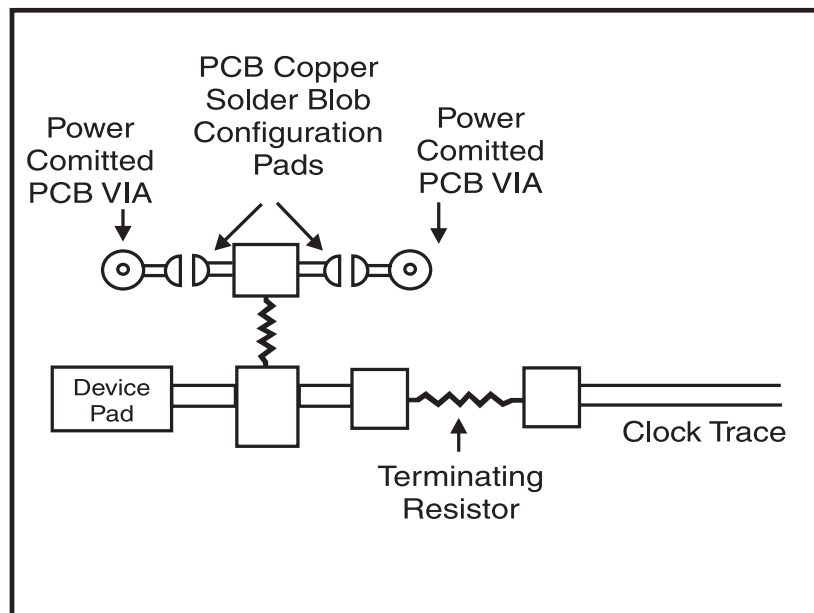 PCB Copper
Solder Blob
Configuration
Pads
Power
Comitted
PCB VIA
Power
Comitted
PCB VIA
Device
Pad
Clock Trace
Terminating
Resistor